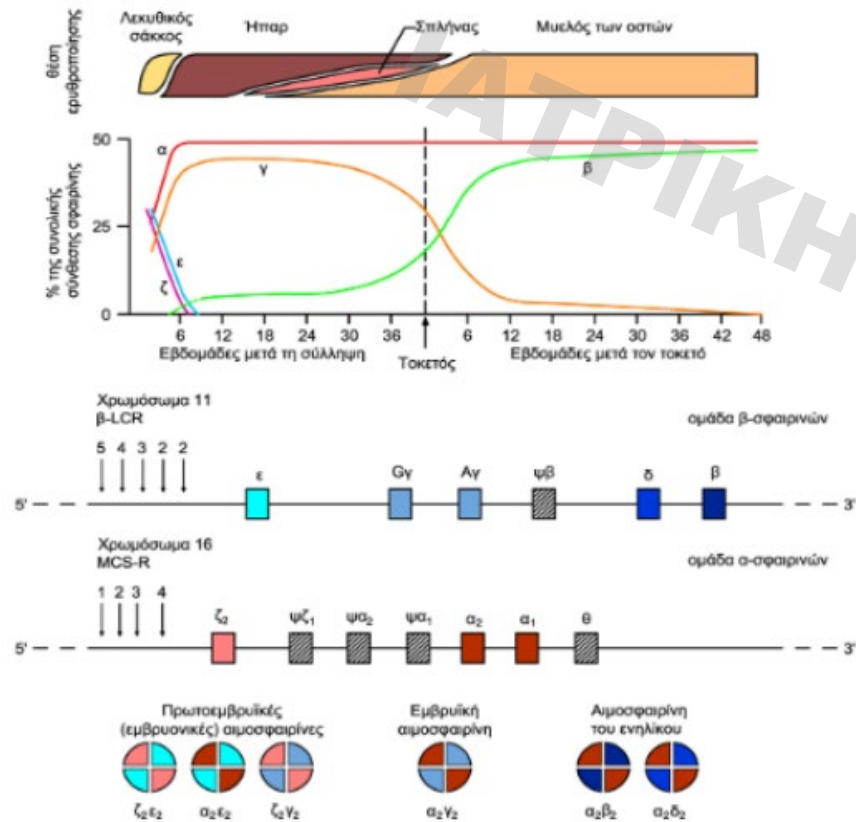 Λεκυθικός
σάκκος
Ήπαρ
Σπλήνας
Μυελός των οστών
θέση
ερυθροποίησης
ΙΑΤΡΙΚΗ
% της συνολικής
σύνθεσης σφαιρίνης
50
25
0
α
γ
β
ε
ζ
6 12 18 24 30 36 6 12 24 36 42 48
Εβδομάδες μετά τη σύλληψη
Τοκετός
Εβδομάδες μετά τον τοκετό
Χρωμόσωμα 11
β-LCR
ομάδα β-σφαιρινών
5 4 3 2 2
ε Gγ Αγ ψβ δ β
5' 3'
Χρωμόσωμα 16
MCS-R
ομάδα α-σφαιρινών
1 2 3 4
ζ₂ ψζ₁ ψα₂ ψα₁ α₂ α₁ θ
5' 3'
Πρωτοεμβρυϊκές
(εμβρυονικές) αιμοσφαιρίνες
Εμβρυϊκή
αιμοσφαιρίνη
Αιμοσφαιρίνη
του ενηλίκου
ζ₂ε₂ α₂ε₂ ζ₂γ₂ α₂γ₂ α₂β₂ α₂δ₂